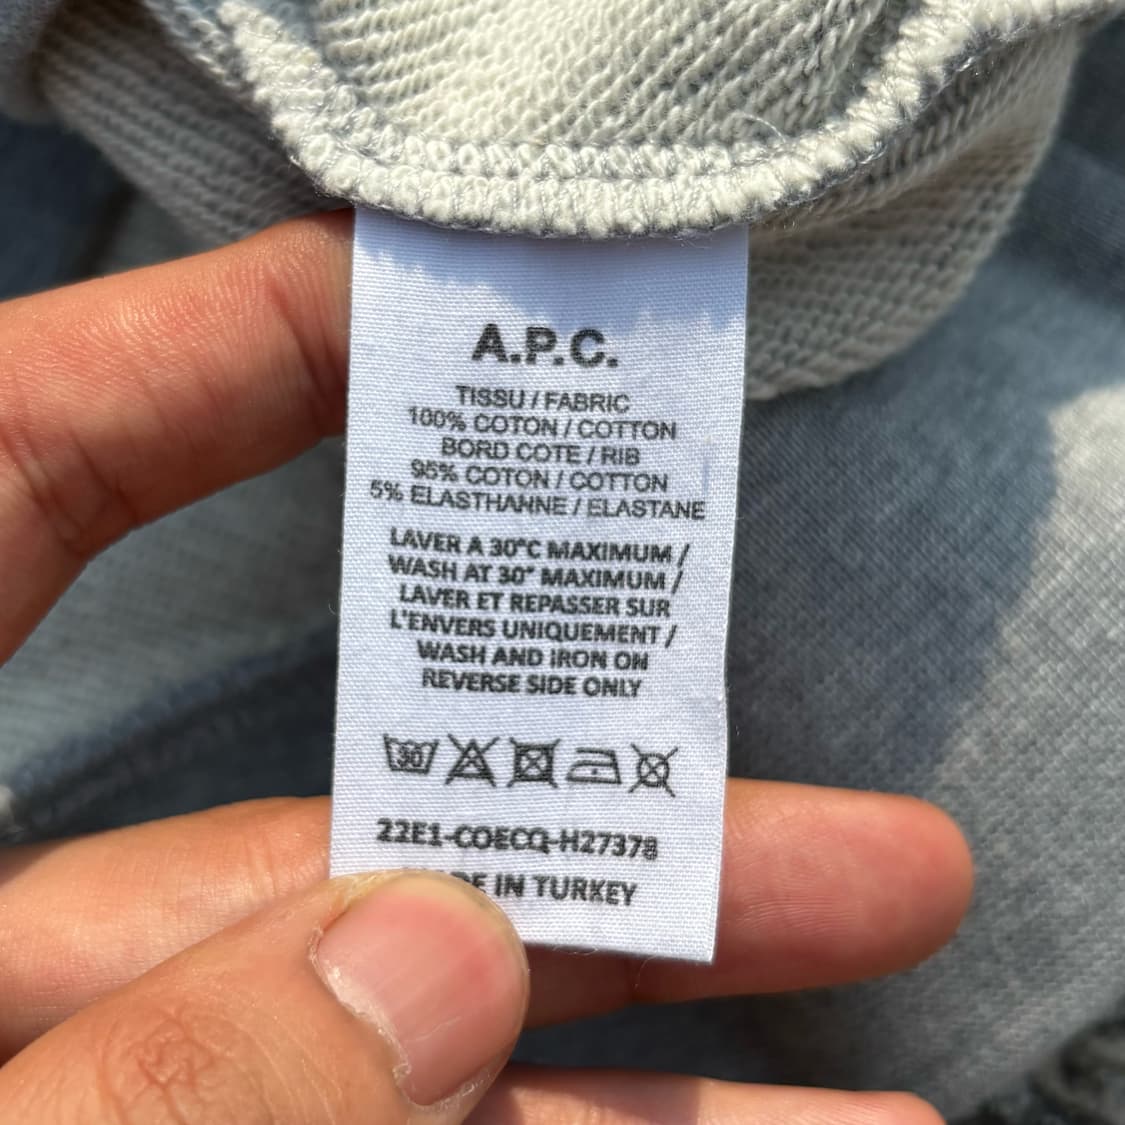 A.P.C.
TISSU / FABRIC
100% COTON / COTTON
BORD COTE / RIB
95% COTON / COTTON
5% ELASTHANNE / ELASTANE
LAVER A 30°C MAXIMUM /
WASH AT 30° MAXIMUM /
LAVER ET REPASSER SUR
L'ENVERS UNIQUEMENT /
WASH AND IRON ON
REVERSE SIDE ONLY
30
22E1-COECQ-H27378
IN TURKEY